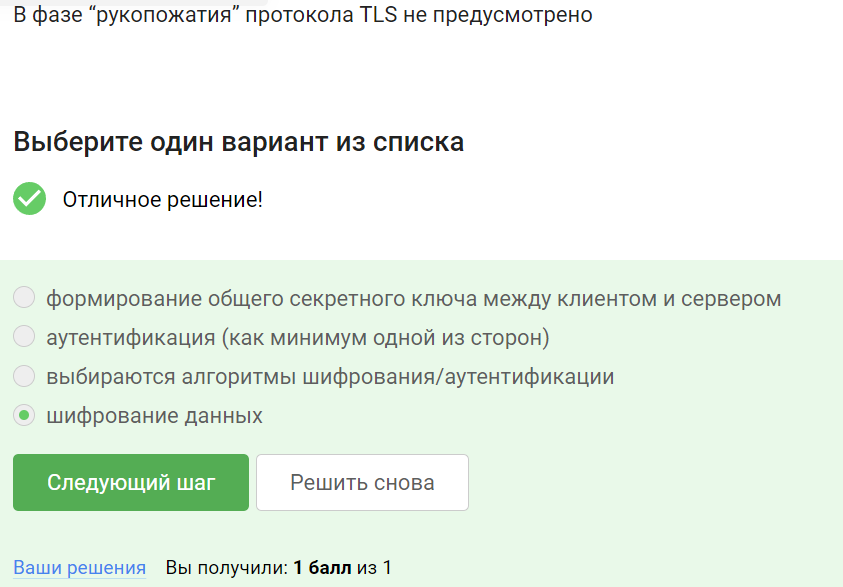 В фазе “рукопожатия” протокола TLS не предусмотрено
Выберите один вариант из списка
Отличное решение!
формирование общего секретного ключа между клиентом и сервером
аутентификация (как минимум одной из сторон)
выбираются алгоритмы шифрования/аутентификации
шифрование данных
Следующий шаг
Решить снова
Ваши решения Вы получили: 1 балл из 1